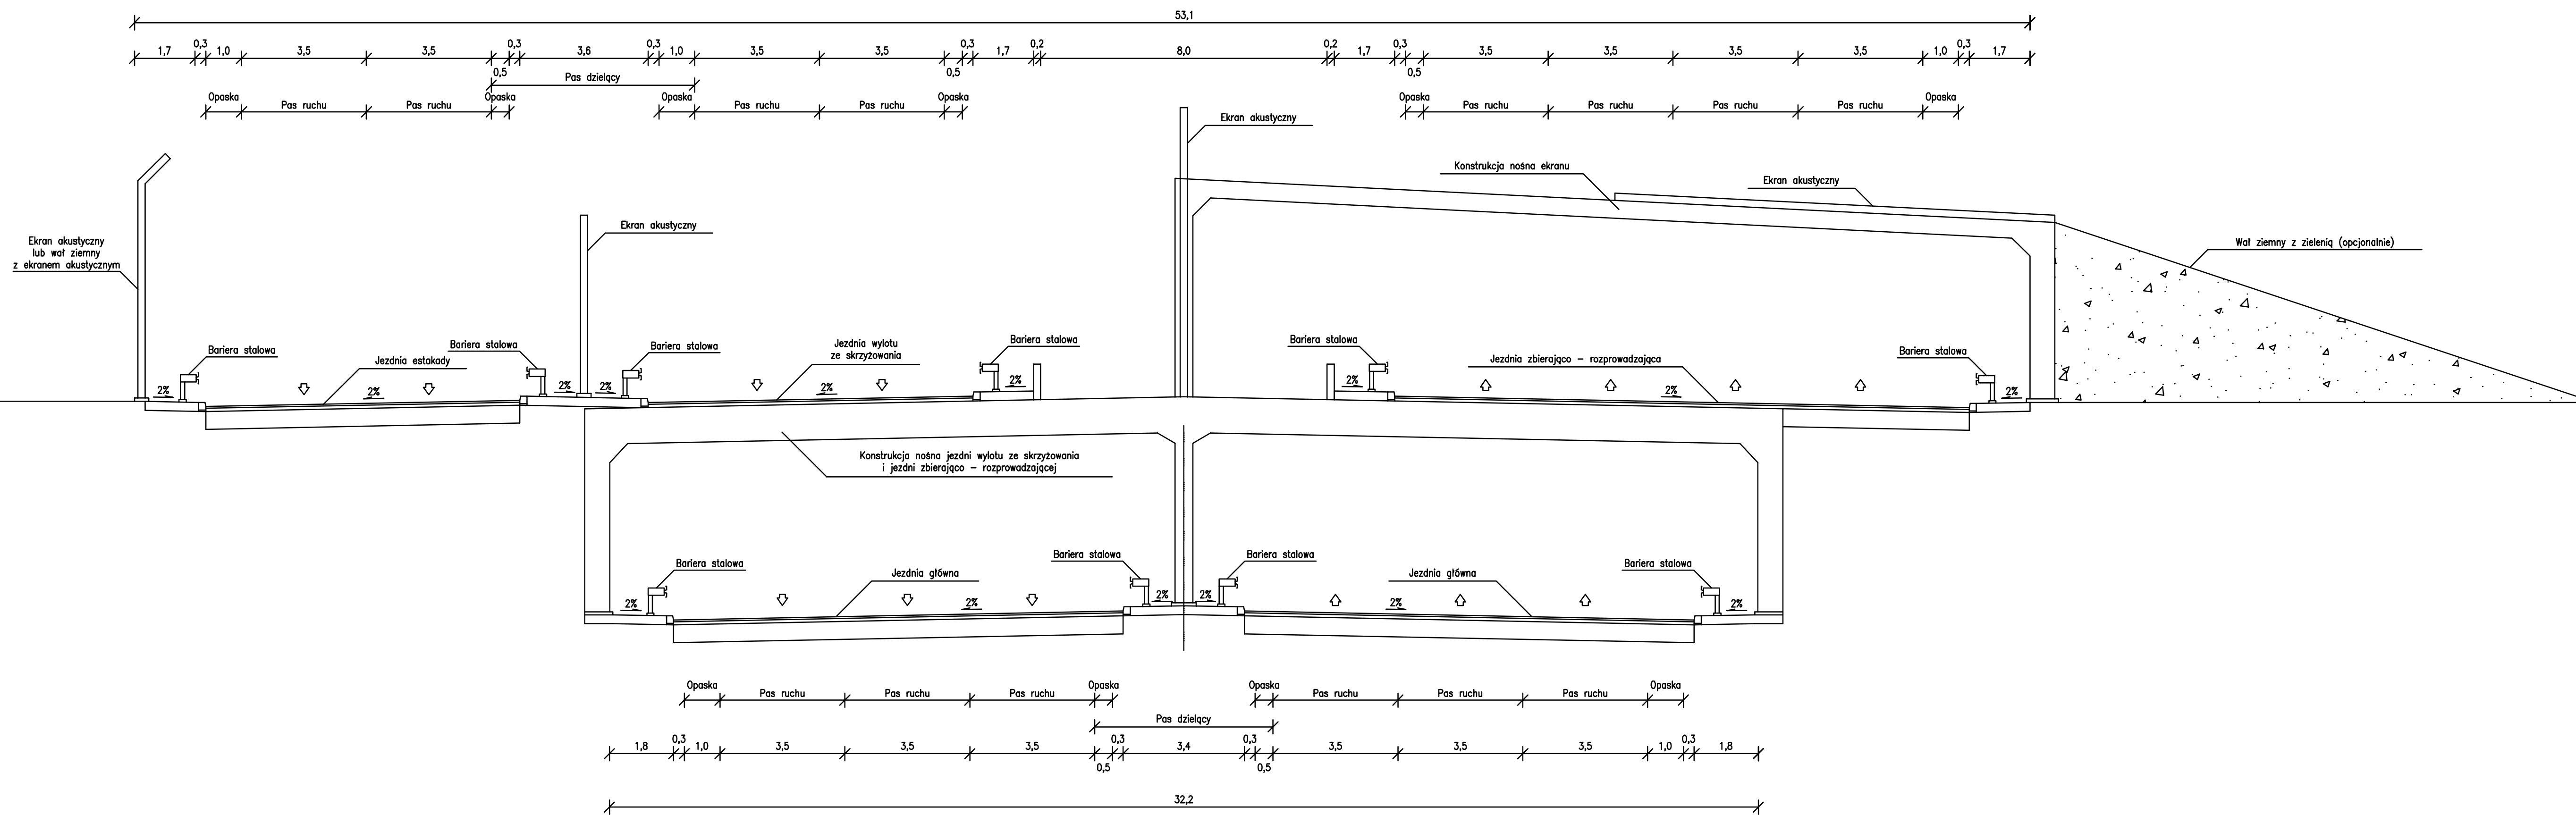 53,1
1,7 0,3 1,0 3,5 3,5 0,5 0,3 3,6 0,3 1,0 3,5 3,5 0,5 0,3 1,7 0,2 8,0 0,2 1,7 0,3 0,5 3,5 3,5 3,5 3,5 1,0 0,3 1,7
Pas dzielący
Opaska Pas ruchu Pas ruchu Opaska Opaska Pas ruchu Pas ruchu Opaska Opaska Pas ruchu Pas ruchu Pas ruchu Pas ruchu Opaska
Ekran akustyczny
Konstrukcja nośna ekranu
Ekran akustyczny
Ekran akustyczny
Ekran akustyczny
lub wał ziemny
z ekranem akustycznym
Wał ziemny z zielenią (opcjonalnie)
Bariera stalowa
Jezdnia estakady
Bariera stalowa
Bariera stalowa
Jezdnia wylotu
ze skrzyżowania
Bariera stalowa
Bariera stalowa
Jezdnia zbierająco – rozprowadzająca
Bariera stalowa
2% 2% 2% 2% 2% 2% 2% 2% 2%
Konstrukcja nośna jezdni wylotu ze skrzyżowania
i jezdni zbierająco – rozprowadzającej
Bariera stalowa
Jezdnia główna
Bariera stalowa
Bariera stalowa
Jezdnia główna
Bariera stalowa
2% 2% 2% 2% 2% 2%
Opaska Pas ruchu Pas ruchu Pas ruchu Opaska Opaska Pas ruchu Pas ruchu Pas ruchu Opaska
Pas dzielący
1,8 0,3 1,0 3,5 3,5 3,5 0,5 0,3 3,4 0,3 0,5 3,5 3,5 3,5 1,0 0,3 1,8
32,2